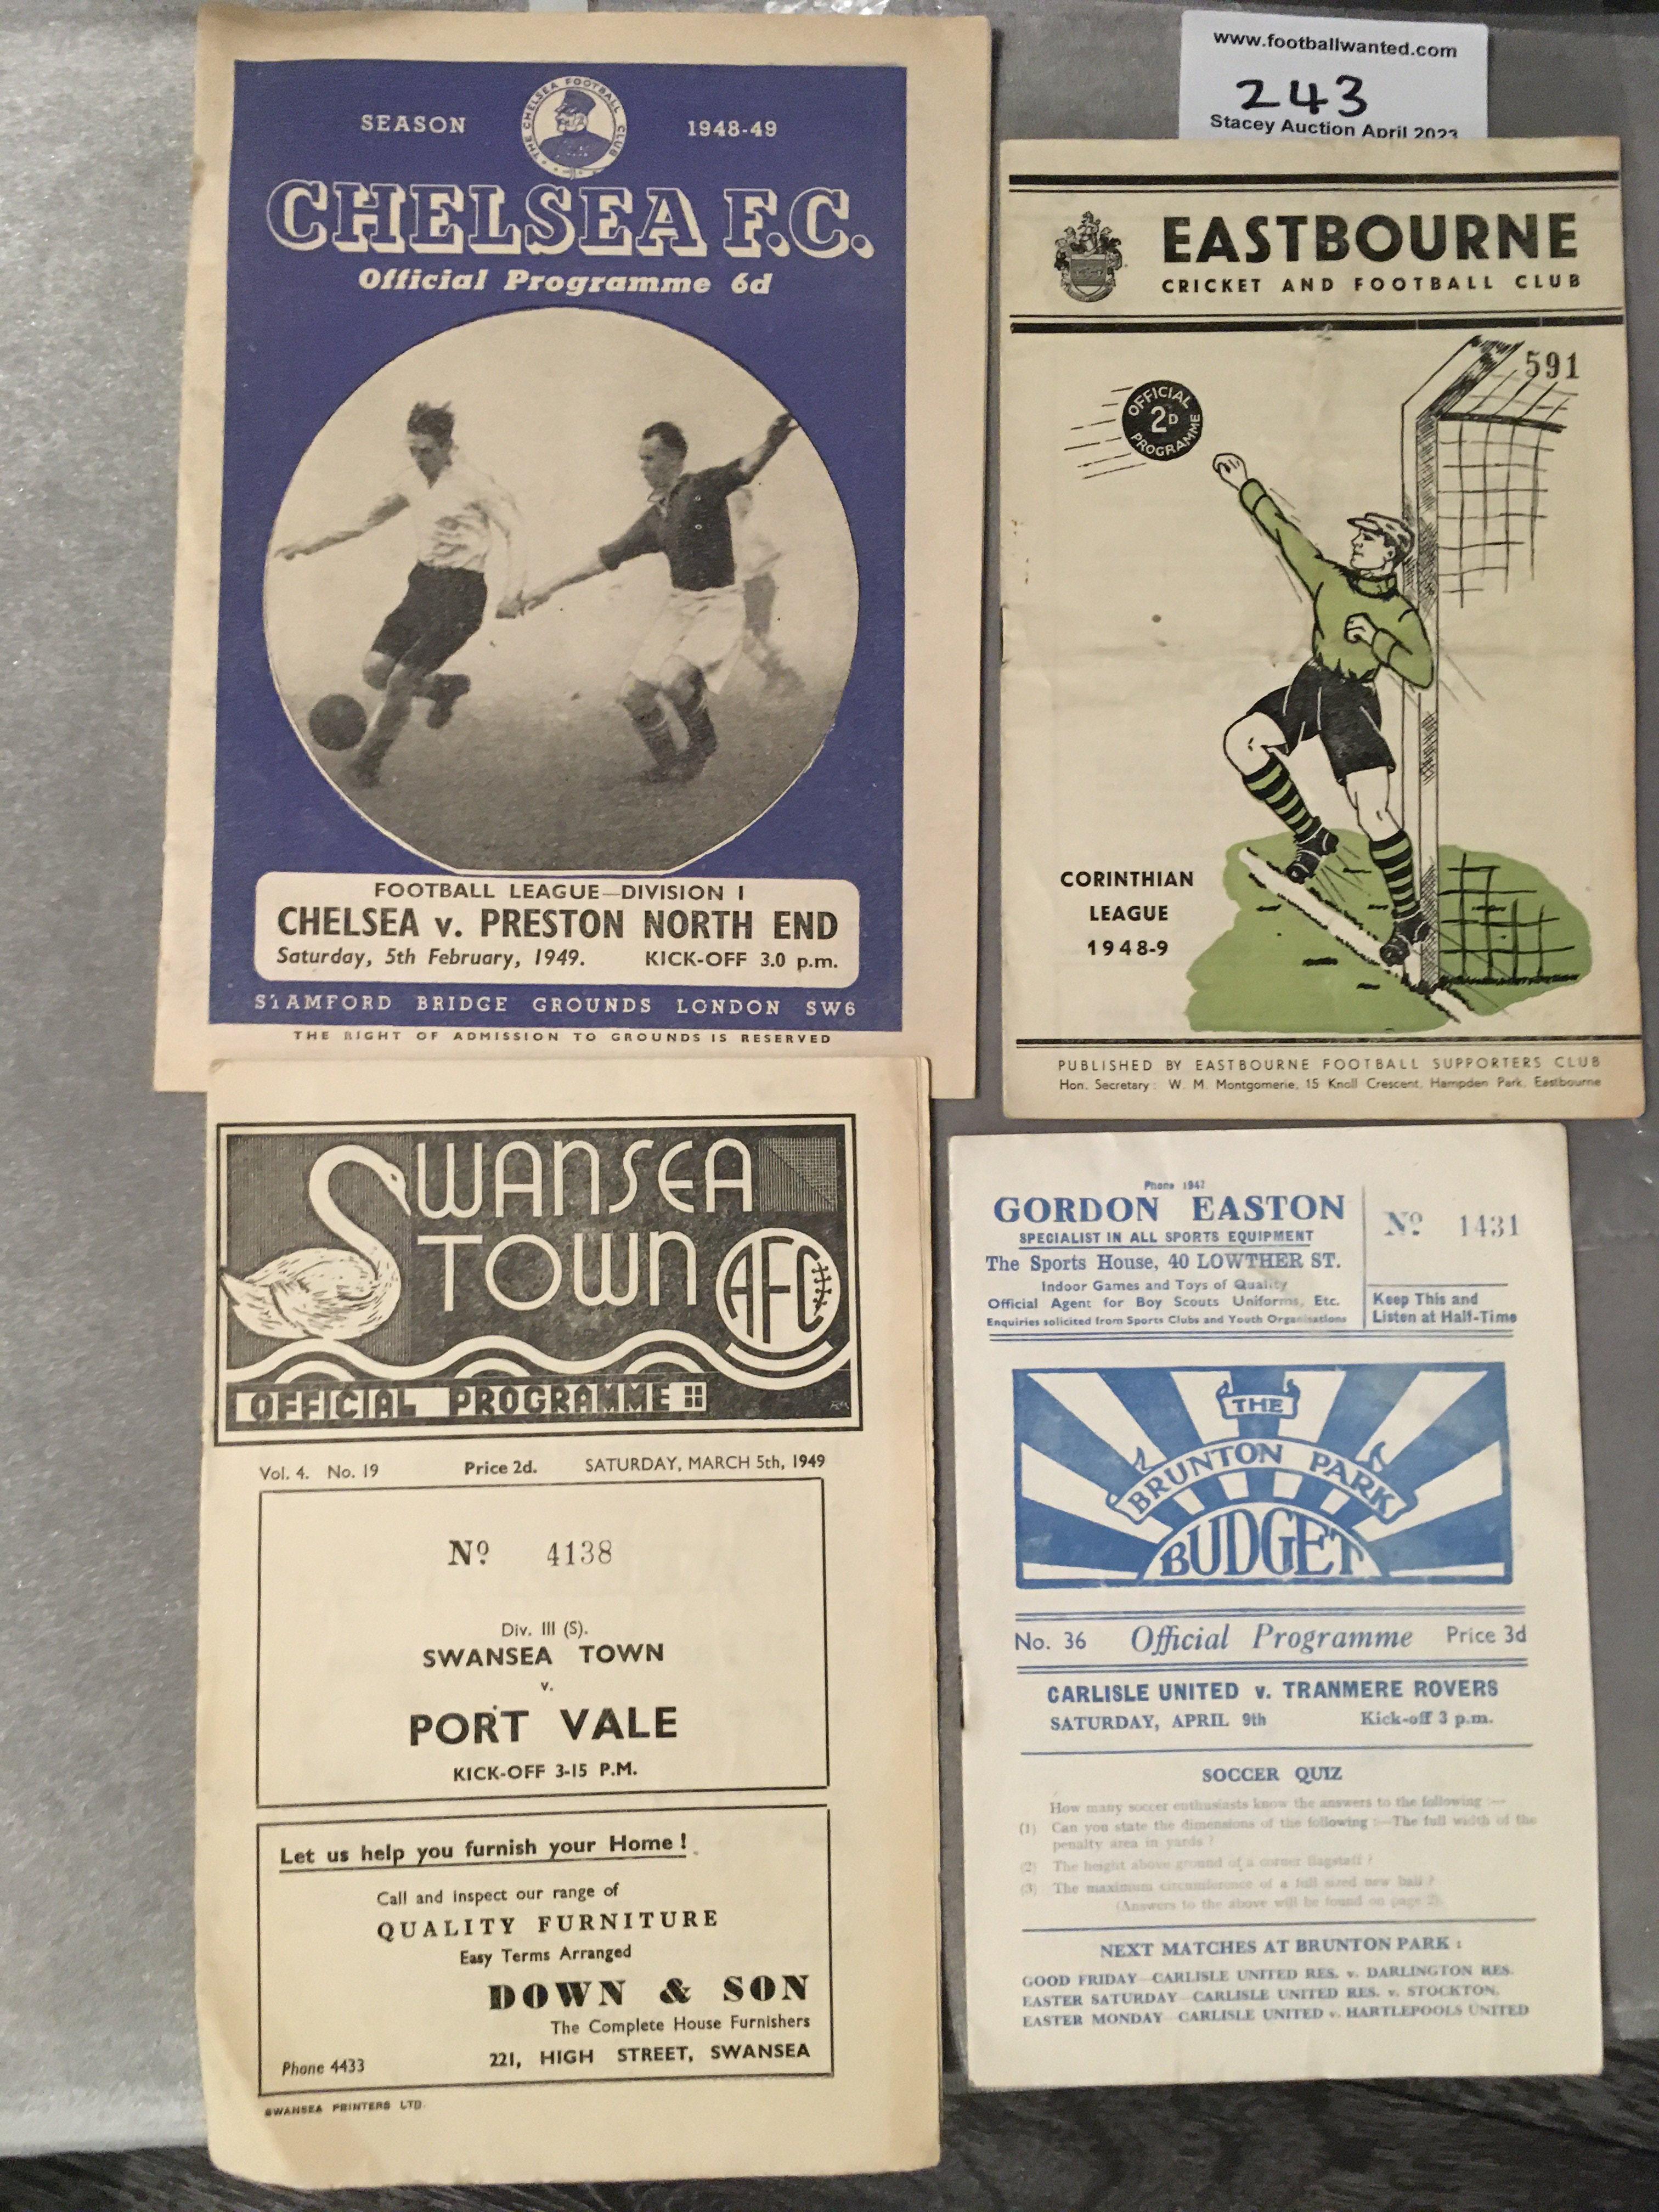 www.footballwanted.com
243
Stacey Auction April 2023
SEASON 1948-49
THE CHELSEA FOOTBALL CLUB
CHELSEA F.C.
Official Programme 6d
FOOTBALL LEAGUE—DIVISION I
CHELSEA v. PRESTON NORTH END
Saturday, 5th February, 1949. KICK-OFF 3.0 p.m.
STAMFORD BRIDGE GROUNDS LONDON SW6
THE RIGHT OF ADMISSION TO GROUNDS IS RESERVED
EASTBOURNE
CRICKET AND FOOTBALL CLUB
591
OFFICIAL
2D
PROGRAMME
CORINTHIAN
LEAGUE
1948-9
PUBLISHED BY EASTBOURNE FOOTBALL SUPPORTERS CLUB
Hon. Secretary: W. M. Montgomerie, 15 Knoll Crescent, Hampden Park, Eastbourne
SWANSEA
TOWN AFC
OFFICIAL PROGRAMME
Vol. 4. No. 19 Price 2d. SATURDAY, MARCH 5th, 1949
Nº 4138
Div. III (S).
SWANSEA TOWN
v.
PORT VALE
KICK-OFF 3-15 P.M.
Let us help you furnish your Home!
Call and inspect our range of
QUALITY FURNITURE
Easy Terms Arranged
DOWN & SON
The Complete House Furnishers
Phone 4433 221, HIGH STREET, SWANSEA
SWANSEA PRINTERS LTD.
Phone 1947
GORDON EASTON
SPECIALIST IN ALL SPORTS EQUIPMENT
The Sports House, 40 LOWTHER ST.
Indoor Games and Toys of Quality
Official Agent for Boy Scouts Uniforms, Etc.
Enquiries solicited from Sports Clubs and Youth Organisations
Nº 1431
Keep This and
Listen at Half-Time
THE
BRUNTON PARK
BUDGET
No. 36 Official Programme Price 3d
CARLISLE UNITED v. TRANMERE ROVERS
SATURDAY, APRIL 9th Kick-off 3 p.m.
SOCCER QUIZ
How many soccer enthusiasts know the answers to the following :—
(1) Can you state the dimensions of the following :—The full width of the
penalty area in yards ?
(2) The height above ground of a corner flagstaff ?
(3) The maximum circumference of a full sized new ball ?
(Answers to the above will be found on page 2).
NEXT MATCHES AT BRUNTON PARK :
GOOD FRIDAY—CARLISLE UNITED RES. v. DARLINGTON RES.
EASTER SATURDAY—CARLISLE UNITED RES. v. STOCKTON.
EASTER MONDAY—CARLISLE UNITED v. HARTLEPOOLS UNITED